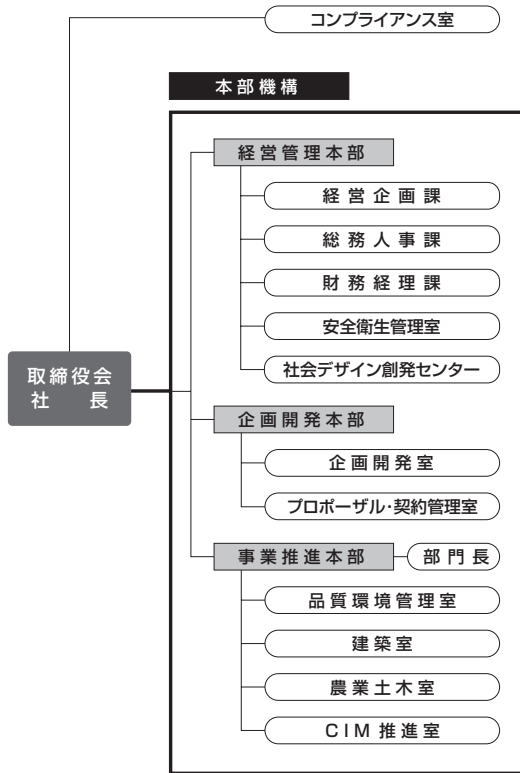 コンプライアンス室
本部機構
経営管理本部
経営企画課
総務人事課
財務経理課
安全衛生管理室
社会デザイン創発センター
取締役会
社長
企画開発本部
企画開発室
プロポーザル・契約管理室
事業推進本部 部門長
品質環境管理室
建築室
農業土木室
CIM 推進室